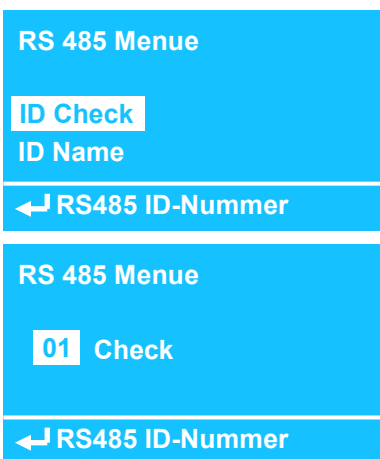 RS 485 Menue
ID Check
ID Name
RS485 ID-Nummer
RS 485 Menue
01 Check
RS485 ID-Nummer